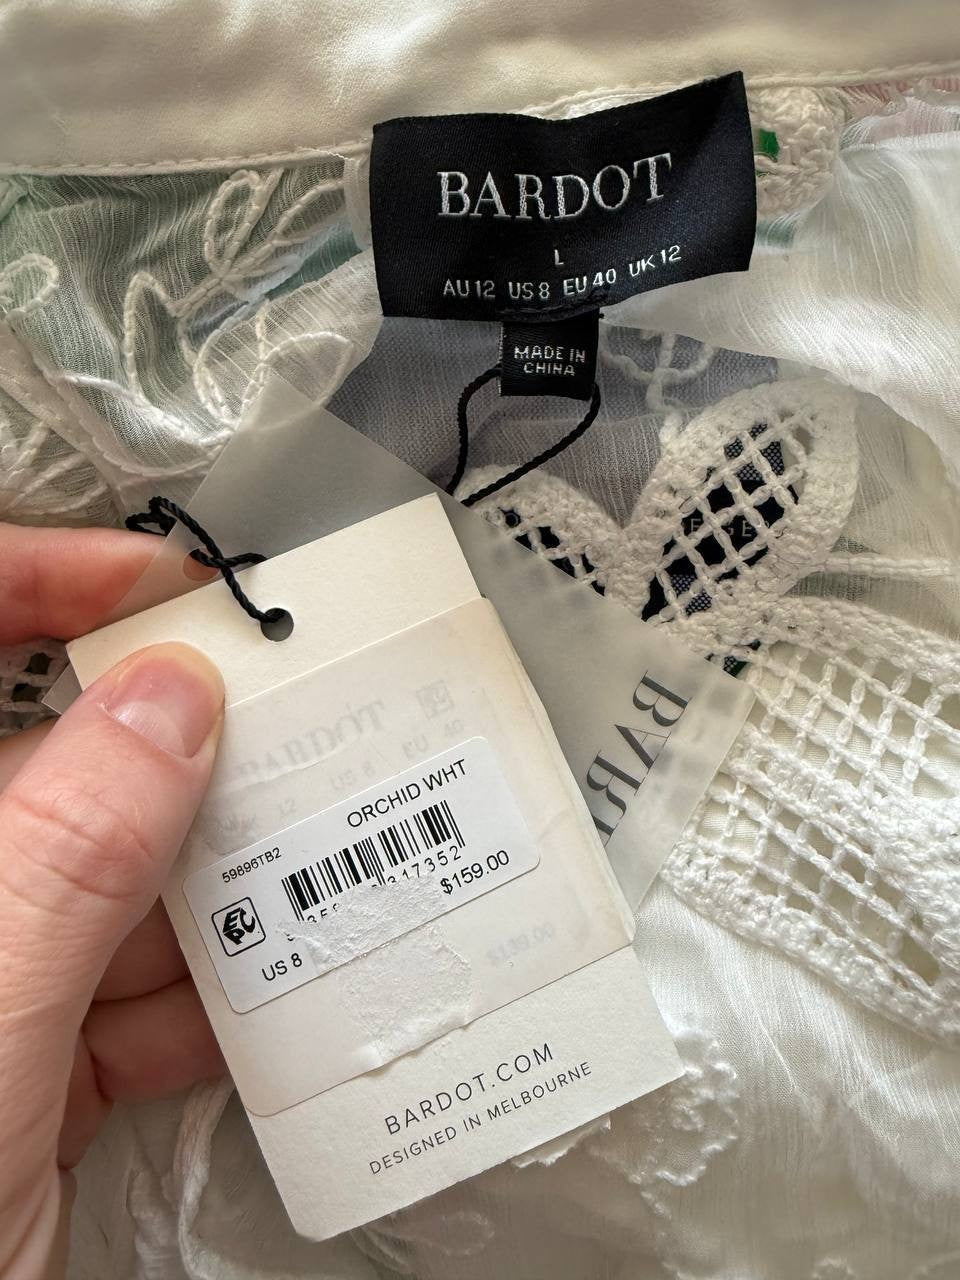 BARDOT
L
AU 12 US 8 EU 40 UK 12
MADE IN
CHINA
ORCHID WHT
59896TB2
317352
$159.00
US 8
BARDOT.COM
DESIGNED IN MELBOURNE